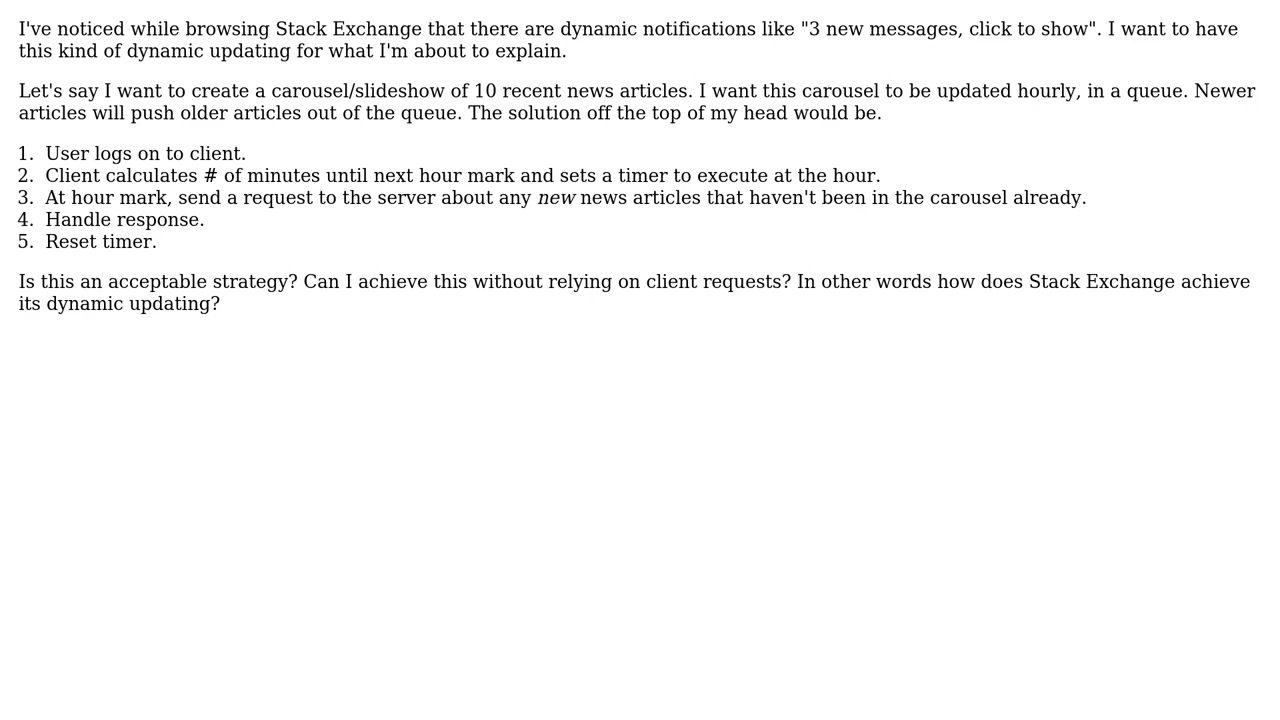 I've noticed while browsing Stack Exchange that there are dynamic notifications like "3 new messages, click to show". I want to have
this kind of dynamic updating for what I'm about to explain.
Let's say I want to create a carousel/slideshow of 10 recent news articles. I want this carousel to be updated hourly, in a queue. Newer
articles will push older articles out of the queue. The solution off the top of my head would be.
1. User logs on to client.
2. Client calculates # of minutes until next hour mark and sets a timer to execute at the hour.
3. At hour mark, send a request to the server about any new news articles that haven't been in the carousel already.
4. Handle response.
5. Reset timer.
Is this an acceptable strategy? Can I achieve this without relying on client requests? In other words how does Stack Exchange achieve
its dynamic updating?